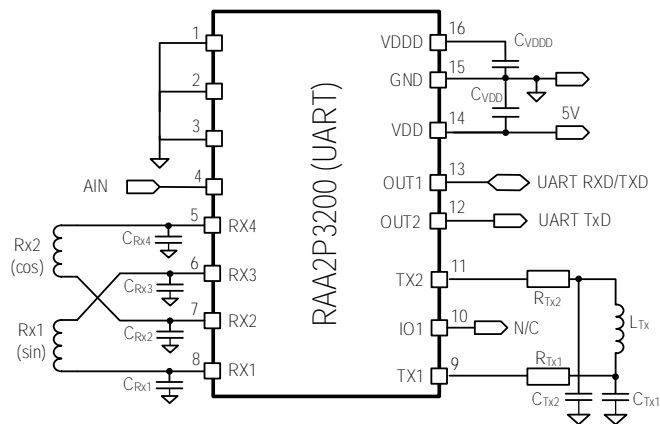 1
2
3
4
AIN
5
RX4
CRx4
Rx2
(cos)
6
RX3
CRx3
7
RX2
CRx2
Rx1
(sin)
8
RX1
CRx1
RAA2P3200 (UART)
16
VDDD
CVDDD
15
GND
CVDD
14
VDD
5V
13
OUT1
UART RXD/TXD
12
OUT2
UART TxD
11
TX2
RTx2
LTx
10
IO1
N/C
9
TX1
RTx1
CTx2
CTx1